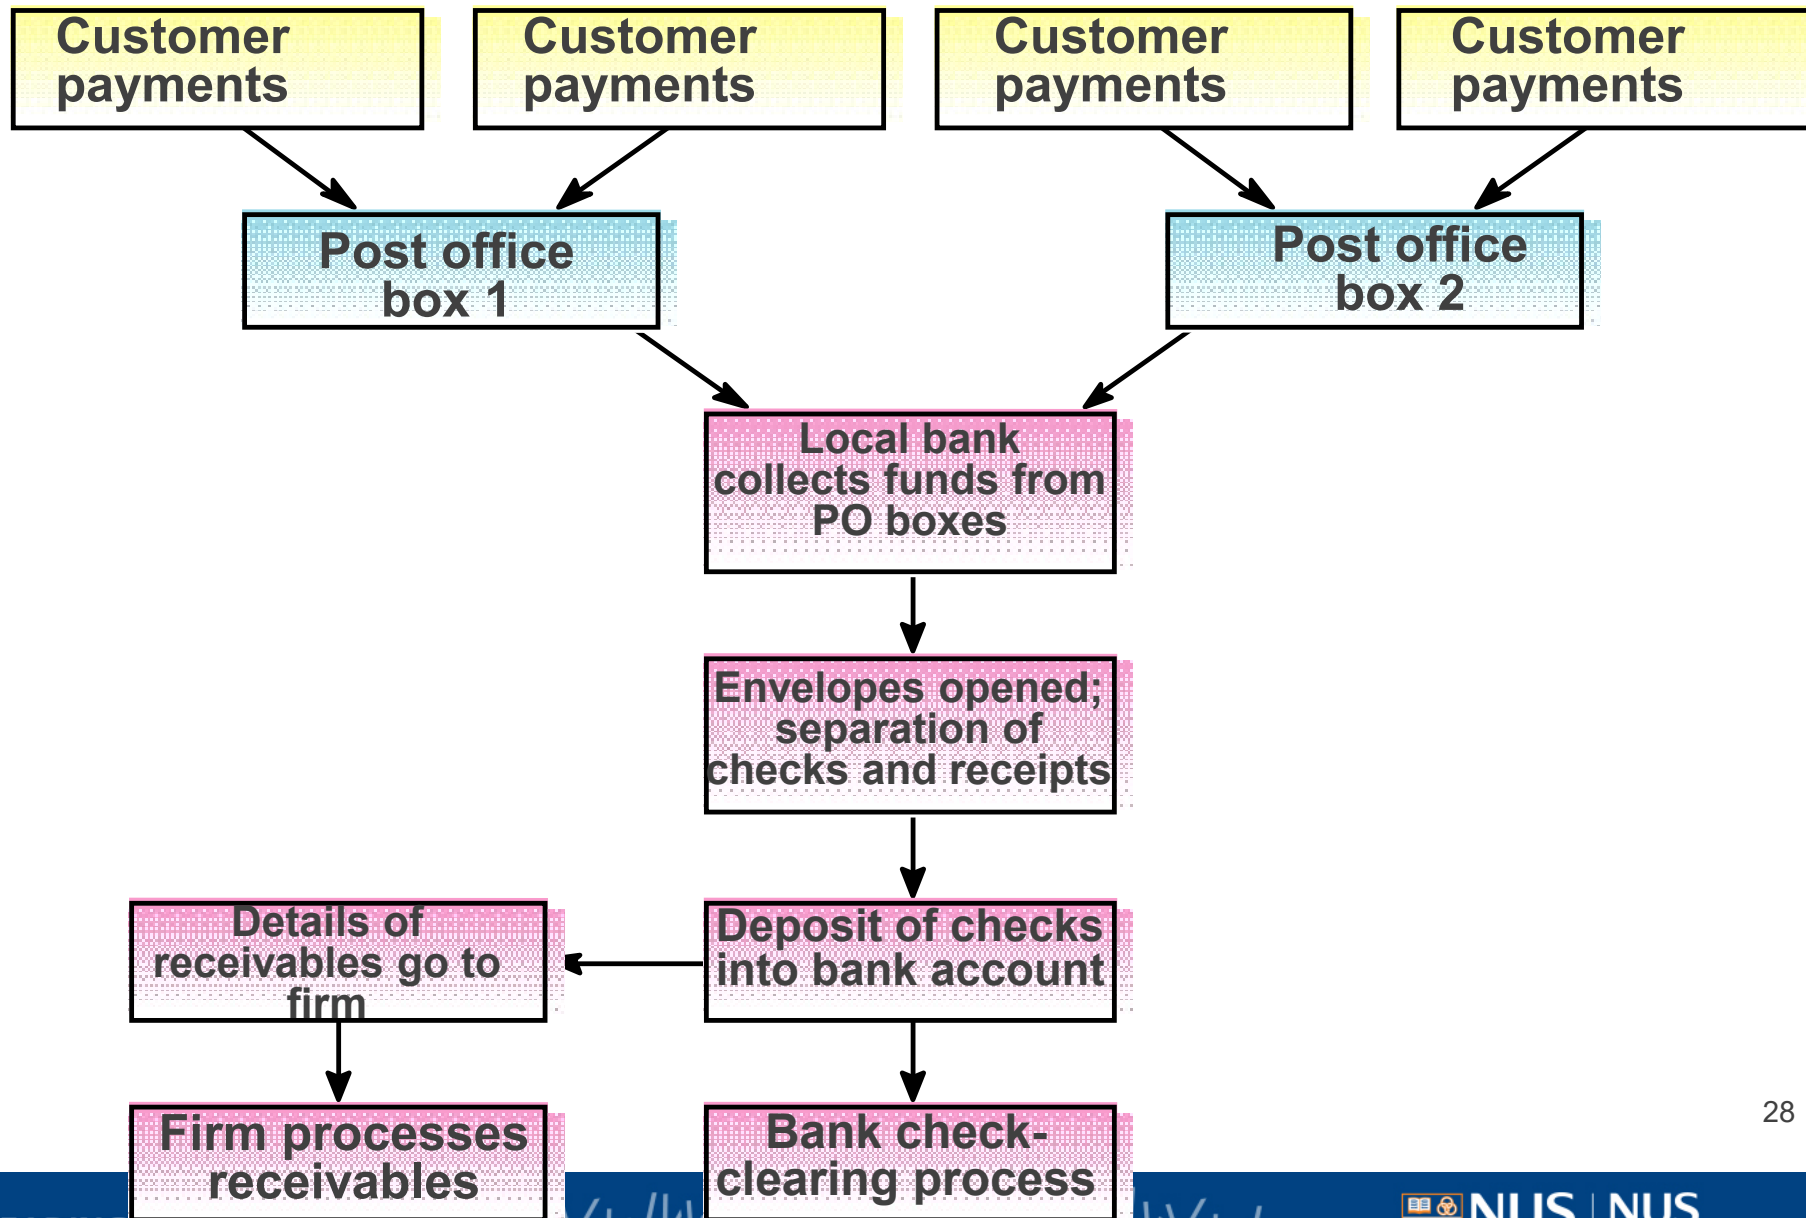 Customer
payments
Customer
payments
Customer
payments
Customer
payments
Post office
box 1
Post office
box 2
Local bank
collects funds from
PO boxes
Envelopes opened;
separation of
checks and receipts
Details of
receivables go to
firm
Deposit of checks
into bank account
Firm processes
receivables
Bank check-
clearing process
28
NUS
NUS